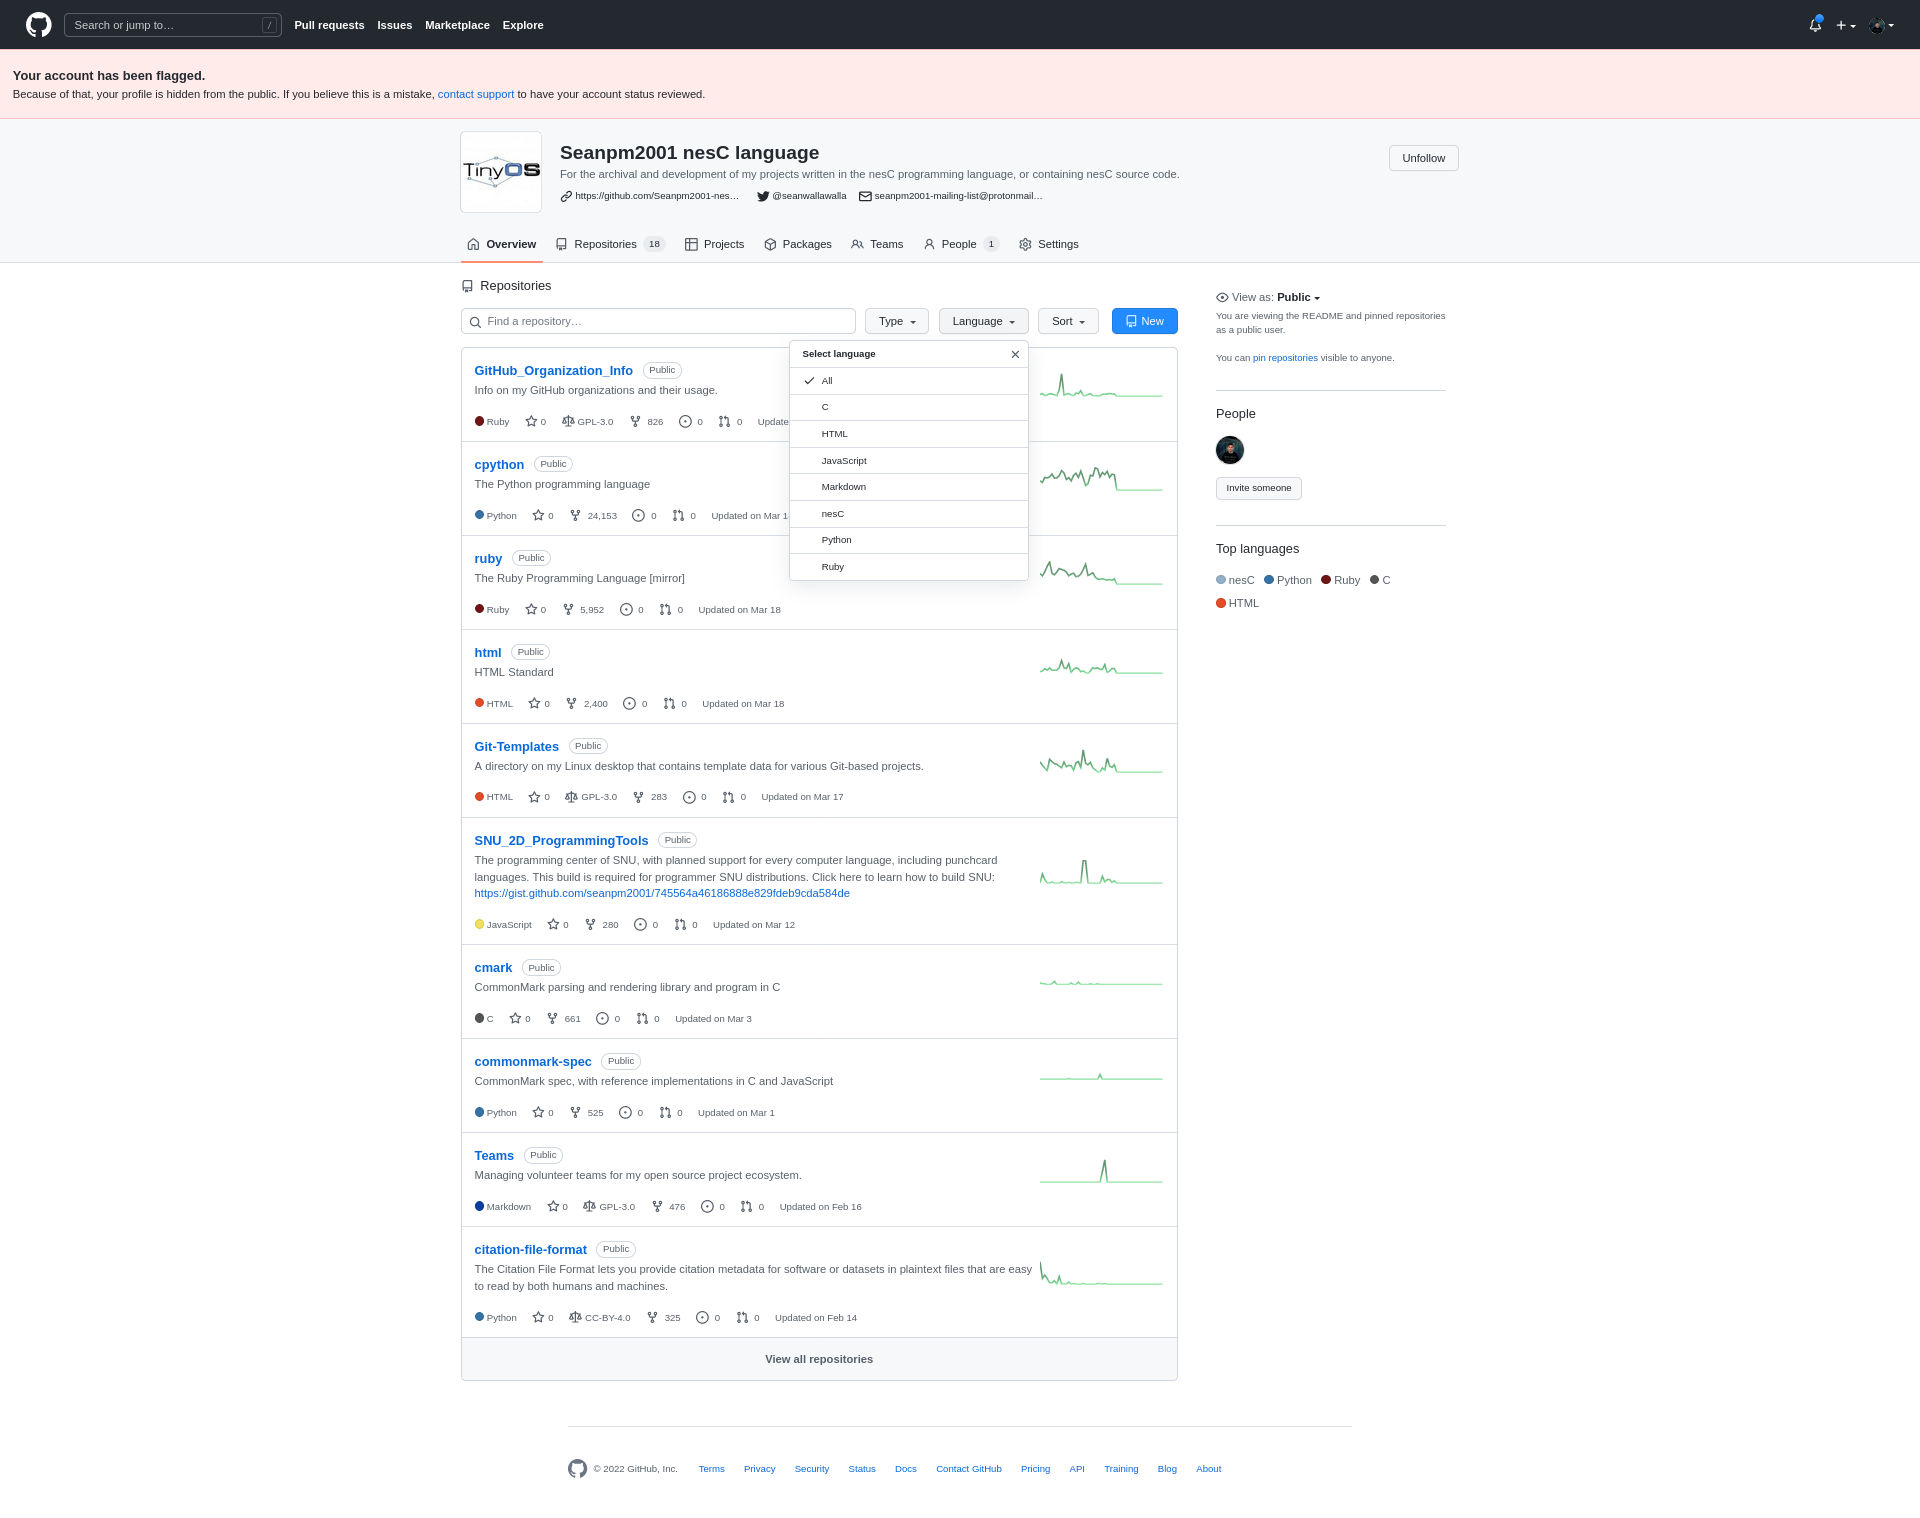 Search or jump to… /
Pull requests Issues Marketplace Explore
Your account has been flagged.
Because of that, your profile is hidden from the public. If you believe this is a mistake, contact support to have your account status reviewed.
TinyOS
Seanpm2001 nesC language
For the archival and development of my projects written in the nesC programming language, or containing nesC source code.
https://github.com/Seanpm2001-nes… @seanwallawalla seanpm2001-mailing-list@protonmail…
Unfollow
Overview Repositories 18 Projects Packages Teams People 1 Settings
Repositories
Find a repository… Type Language Sort New
Select language
All
C
HTML
JavaScript
Markdown
nesC
Python
Ruby
GitHub_Organization_Info Public
Info on my GitHub organizations and their usage.
Ruby 0 GPL-3.0 826 0 0 Update
cpython Public
The Python programming language
Python 0 24,153 0 0 Updated on Mar 1
ruby Public
The Ruby Programming Language [mirror]
Ruby 0 5,952 0 0 Updated on Mar 18
html Public
HTML Standard
HTML 0 2,400 0 0 Updated on Mar 18
Git-Templates Public
A directory on my Linux desktop that contains template data for various Git-based projects.
HTML 0 GPL-3.0 283 0 0 Updated on Mar 17
SNU_2D_ProgrammingTools Public
The programming center of SNU, with planned support for every computer language, including punchcard
languages. This build is required for programmer SNU distributions. Click here to learn how to build SNU:
https://gist.github.com/seanpm2001/745564a46186888e829fdeb9cda584de
JavaScript 0 280 0 0 Updated on Mar 12
cmark Public
CommonMark parsing and rendering library and program in C
C 0 661 0 0 Updated on Mar 3
commonmark-spec Public
CommonMark spec, with reference implementations in C and JavaScript
Python 0 525 0 0 Updated on Mar 1
Teams Public
Managing volunteer teams for my open source project ecosystem.
Markdown 0 GPL-3.0 476 0 0 Updated on Feb 16
citation-file-format Public
The Citation File Format lets you provide citation metadata for software or datasets in plaintext files that are easy
to read by both humans and machines.
Python 0 CC-BY-4.0 325 0 0 Updated on Feb 14
View all repositories
View as: Public
You are viewing the README and pinned repositories
as a public user.
You can pin repositories visible to anyone.
People
Invite someone
Top languages
nesC Python Ruby C
HTML
© 2022 GitHub, Inc. Terms Privacy Security Status Docs Contact GitHub Pricing API Training Blog About